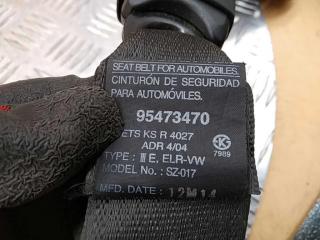 SEAT BELT FOR AUTOMOBILES.
CINTURÓN DE SEGURIDAD
PARA AUTOMÓVILES.
95473470
ETS KS R 4027
ADR 4/04
TYPE : ⅡE, ELR-VW
MODEL No : SZ-017
MFD. DATE : 12M14
K
7989